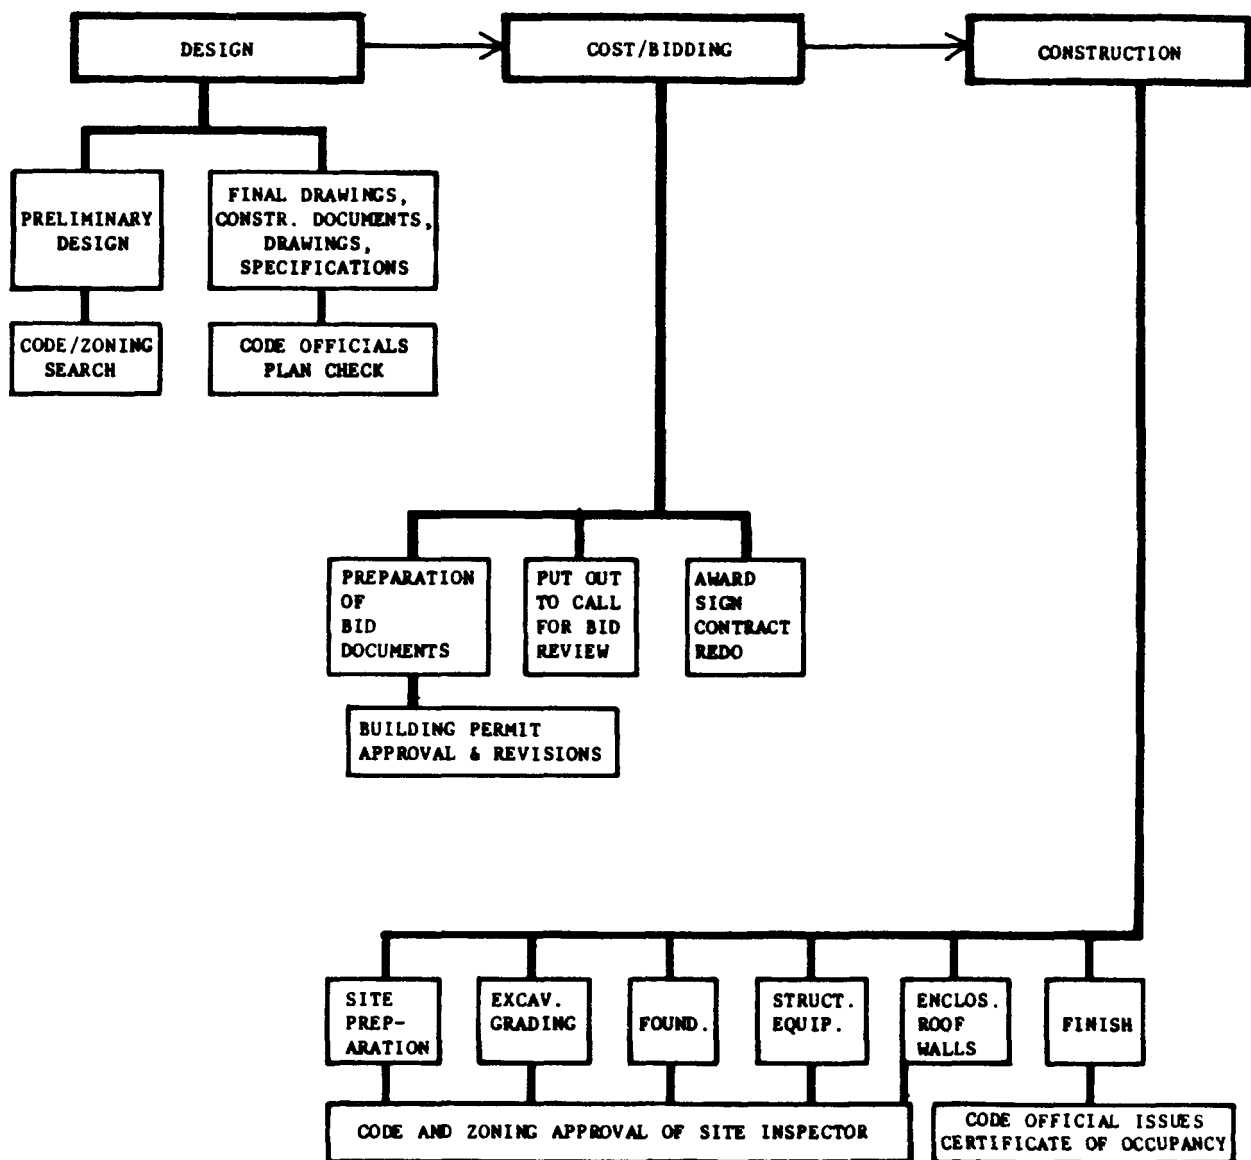 DESIGN
COST/BIDDING
CONSTRUCTION
PRELIMINARY
DESIGN
FINAL DRAWINGS,
CONSTR. DOCUMENTS,
DRAWINGS,
SPECIFICATIONS
CODE/ZONING
SEARCH
CODE OFFICIALS
PLAN CHECK
PREPARATION
OF
BID
DOCUMENTS
PUT OUT
TO CALL
FOR BID
REVIEW
AWARD
SIGN
CONTRACT
REDO
BUILDING PERMIT
APPROVAL & REVISIONS
SITE
PREP-
ARATION
EXCAV.
GRADING
FOUND.
STRUCT.
EQUIP.
ENCLOS.
ROOF
WALLS
FINISH
CODE AND ZONING APPROVAL OF SITE INSPECTOR
CODE OFFICIAL ISSUES
CERTIFICATE OF OCCUPANCY